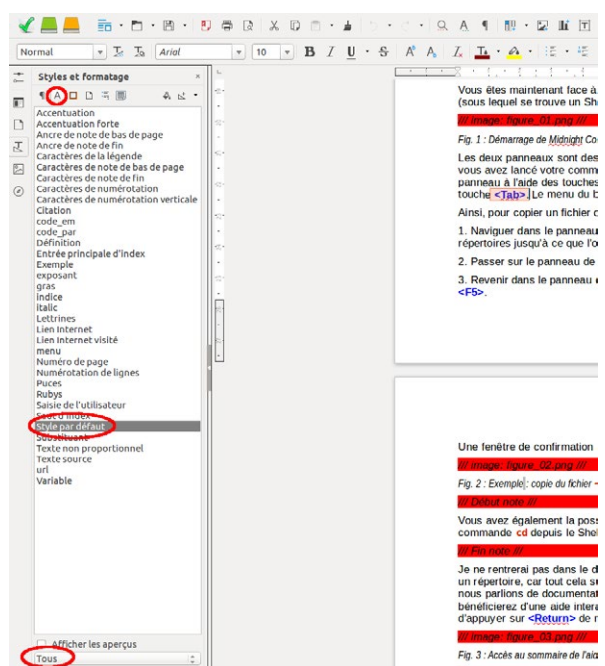 Normal
Arial
10
Styles et formatage
Accentuation
Accentuation forte
Ancre de note de bas de page
Ancre de note de fin
Caractères de la légende
Caractères de note de bas de page
Caractères de note de fin
Caractères de numérotation
Caractères de numérotation verticale
Citation
code_em
code_par
Définition
Entrée principale d'index
Exemple
exposant
gras
indice
italic
Lettrines
Lien Internet
Lien Internet visité
menu
Numéro de page
Numérotation de lignes
Puces
Rubys
Saisie de l'utilisateur
Saut d'index
Style par défaut
Substituant
Texte non proportionnel
Texte source
url
Variable
Afficher les aperçus
Tous
Vous êtes maintenant face à
(sous lequel se trouve un Sh
/// Image: figure_01.png ///
Fig. 1 : Démarrage de Midnight Co
Les deux panneaux sont des
vous avez lancé votre comm
panneau à l'aide des touches
touche <Tab>. Le menu du b
Ainsi, pour copier un fichier o
1. Naviguer dans le panneau
répertoires jusqu'à ce que l'o
2. Passer sur le panneau de
3. Revenir dans le panneau
<F5>.
Une fenêtre de confirmation
/// Image: figure_02.png ///
Fig. 2 : Exemple : copie du fichier ~
/// Début note ///
Vous avez également la poss
commande cd depuis le Shel
/// Fin note ///
Je ne rentrerai pas dans le d
un répertoire, car tout cela s
nous parlions de documentat
bénéficierez d'une aide intera
d'appuyer sur <Return> de r
/// Image: figure_03.png ///
Fig. 3 : Accès au sommaire de l'aid